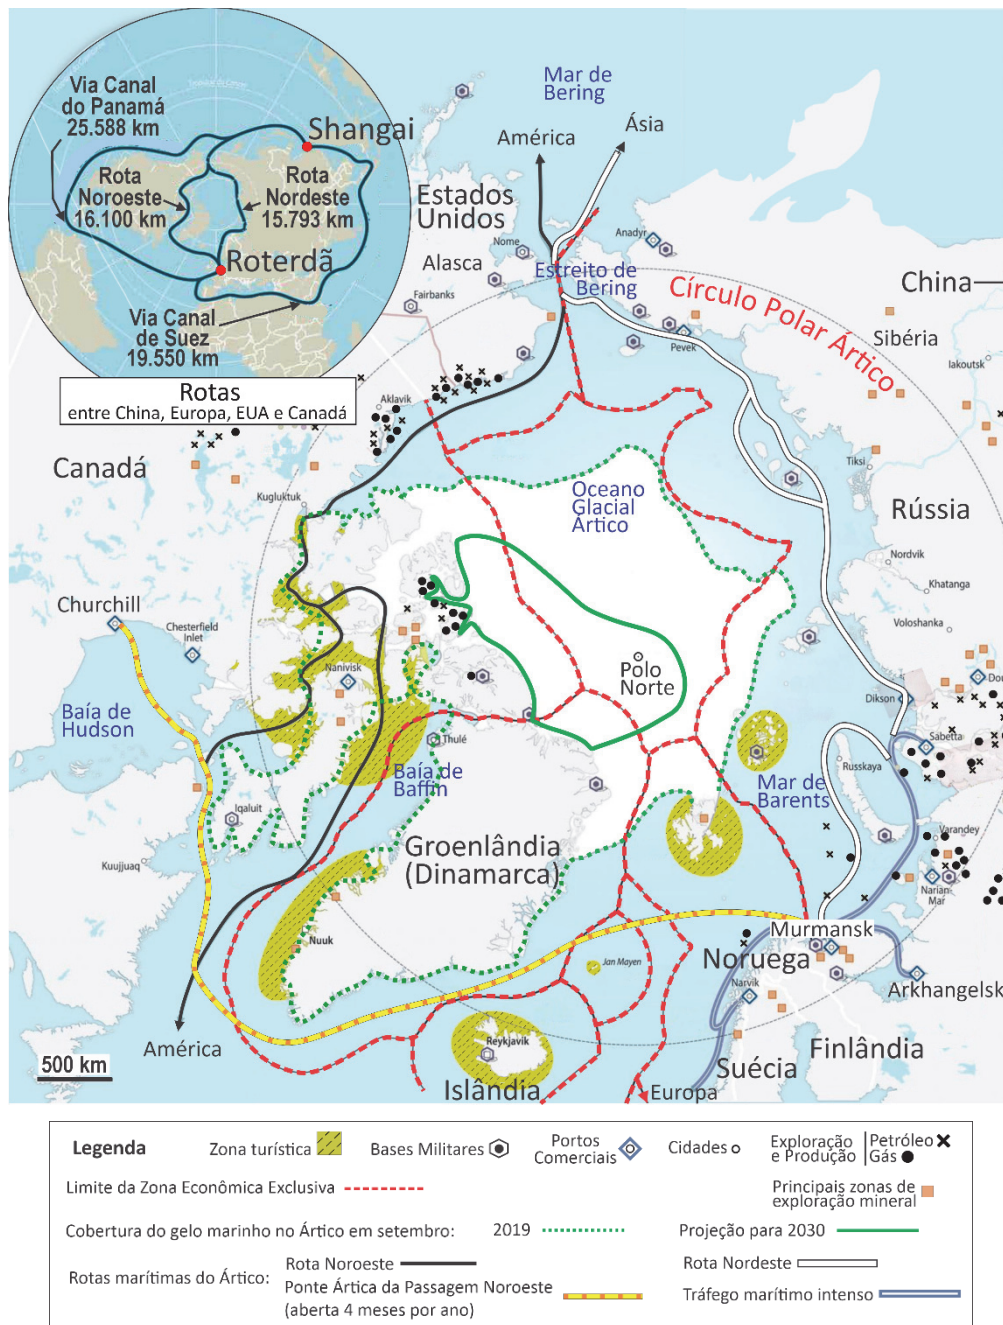 Via Canal
do Panamá
25.588 km
Shangai
Rota
Noroeste
16.100 km
Rota
Nordeste
15.793 km
Roterdã
Via Canal
de Suez
19.550 km
Rotas
entre China, Europa, EUA e Canadá
Mar de
Bering
América
Ásia
Estados
Unidos
Nome
Anadyr
Alasca
Estreito de
Bering
Fairbanks
Círculo Polar Ártico
China
Sibéria
Pevek
Iakoutsk
Aklavik
Canadá
Kugluktuk
Oceano
Glacial
Ártico
Tiksi
Rússia
Nordvik
Khatanga
Churchill
Chesterfield
Inlet
Voloshanka
Nanivisk
Polo
Norte
Dou
Dikson
Baía de
Hudson
Thulé
Sabetta
Baía de
Baffin
Mar de
Barents
Russkaya
Iqaluit
Groenlândia
(Dinamarca)
Varandey
Kuujjuaq
Narian
Mar
Murmansk
Nuuk
Noruega
Jan Mayen
Narvik
Arkhangelsk
América
Reykjavik
Finlândia
500 km
Suécia
Islândia
Europa
Legenda
Zona turística
Bases Militares
Portos
Comerciais
Cidades
Exploração
e Produção
Petróleo
Gás
Limite da Zona Econômica Exclusiva
Principais zonas de
exploração mineral
Cobertura do gelo marinho no Ártico em setembro:
2019
Projeção para 2030
Rotas marítimas do Ártico:
Rota Noroeste
Rota Nordeste
Ponte Ártica da Passagem Noroeste
(aberta 4 meses por ano)
Tráfego marítimo intenso